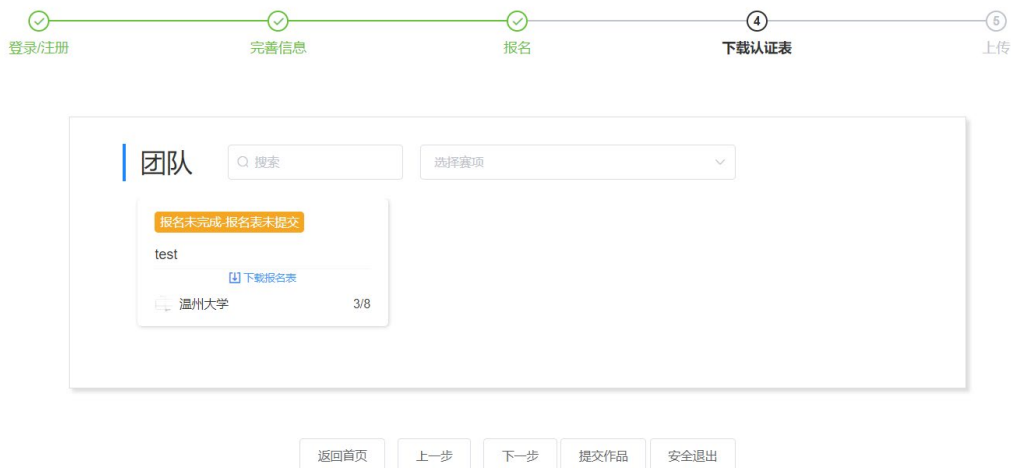 4 5
登录/注册 完善信息 报名 下载认证表 上传
团队 搜索 选择赛项
报名未完成-报名表未提交
test
下载报名表
温州大学 3/8
返回首页 上一步 下一步 提交作品 安全退出